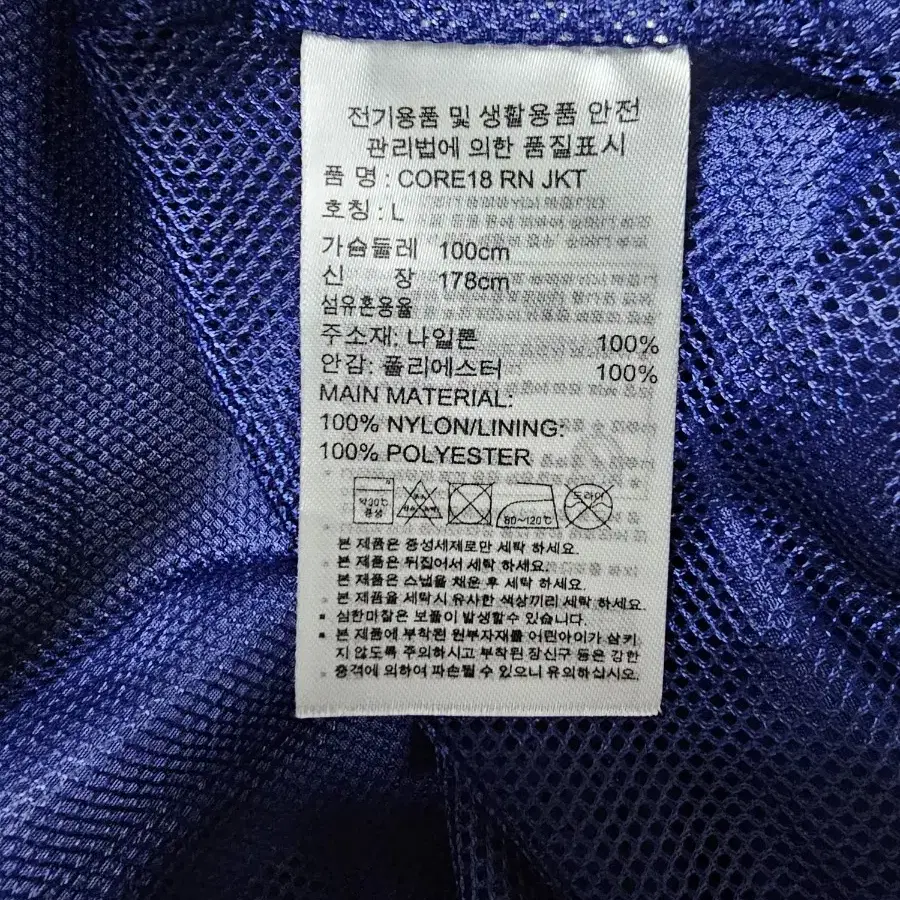 전기용품 및 생활용품 안전
관리법에 의한 품질표시
품 명 : CORE18 RN JKT
호칭 : L
가슴둘레 100cm
신 장 178cm
섬유혼용율
주소재: 나일론 100%
안감: 폴리에스터 100%
MAIN MATERIAL:
100% NYLON/LINING:
100% POLYESTER
약30℃ 중성
80~120℃
드라이
본 제품은 중성세제로만 세탁 하세요.
본 제품은 뒤집어서 세탁 하세요.
본 제품은 스냅을 채운 후 세탁 하세요.
본 제품을 세탁시 유사한 색상끼리 세탁 하세요.
심한마찰은 보풀이 발생할수 있습니다.
본 제품에 부착된 원부자재를 어린아이가 삼키
지 않도록 주의하시고 부착된 장신구 등은 강한
충격에 의하여 파손될 수 있으니 유의하십시오.